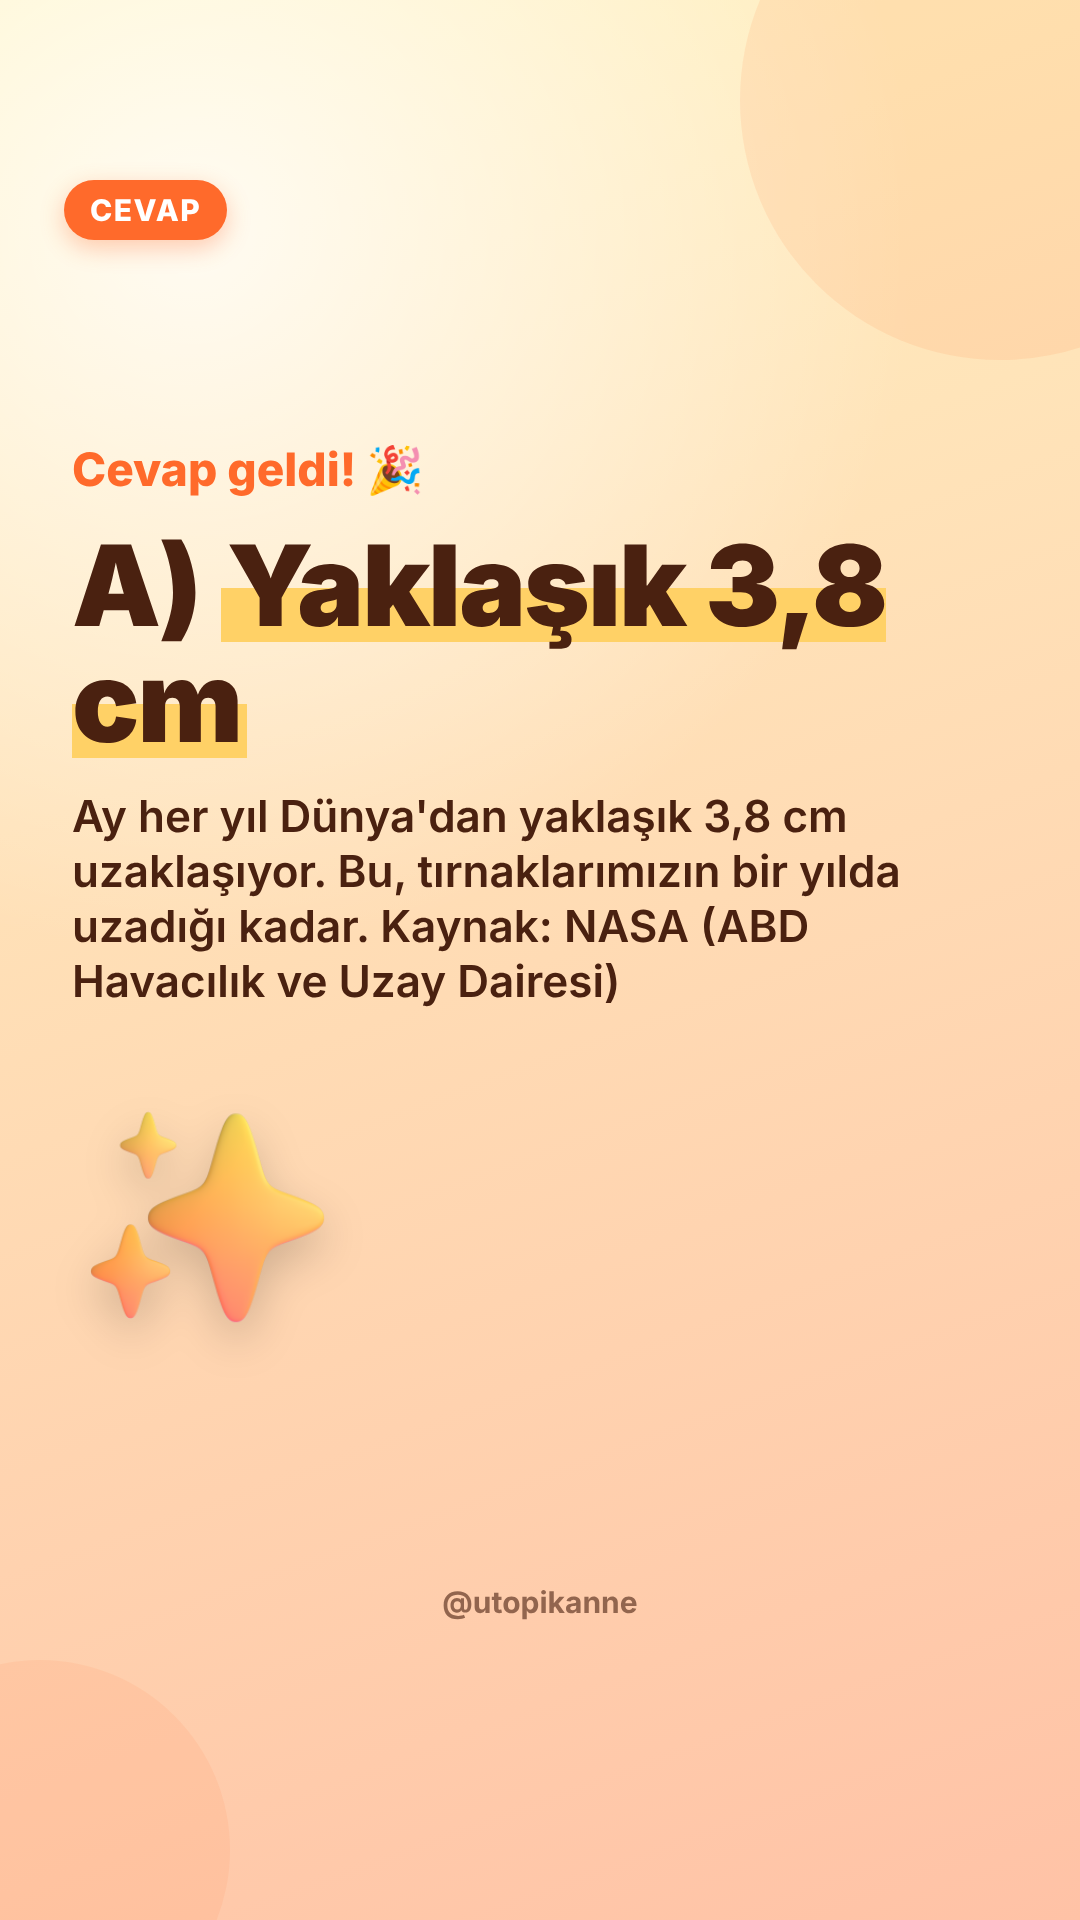 CEVAP
Cevap geldi! 🎉
A) Yaklaşık 3,8
cm
Ay her yıl Dünya'dan yaklaşık 3,8 cm
uzaklaşıyor. Bu, tırnaklarımızın bir yılda
uzadığı kadar. Kaynak: NASA (ABD
Havacılık ve Uzay Dairesi)
@utopikanne